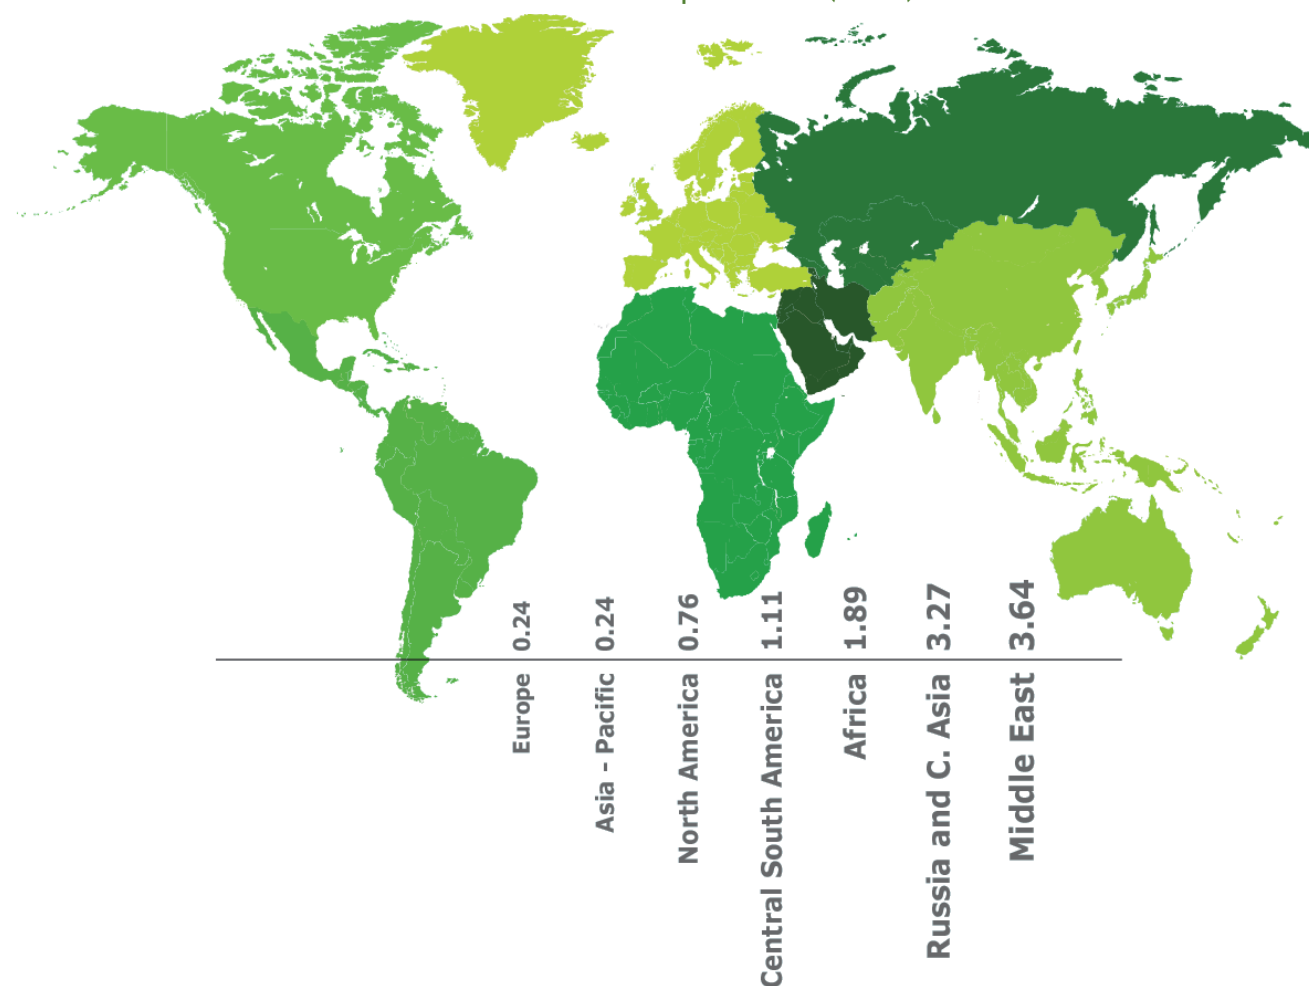 Europe 0.24
Asia - Pacific 0.24
North America 0.76
Central South America 1.11
Africa 1.89
Russia and C. Asia 3.27
Middle East 3.64